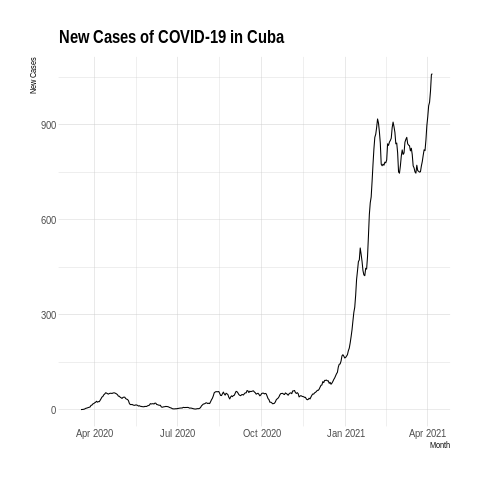 New Cases of COVID-19 in Cuba
New Cases
900
600
300
0
Apr 2020
Jul 2020
Oct 2020
Jan 2021
Apr 2021
Month